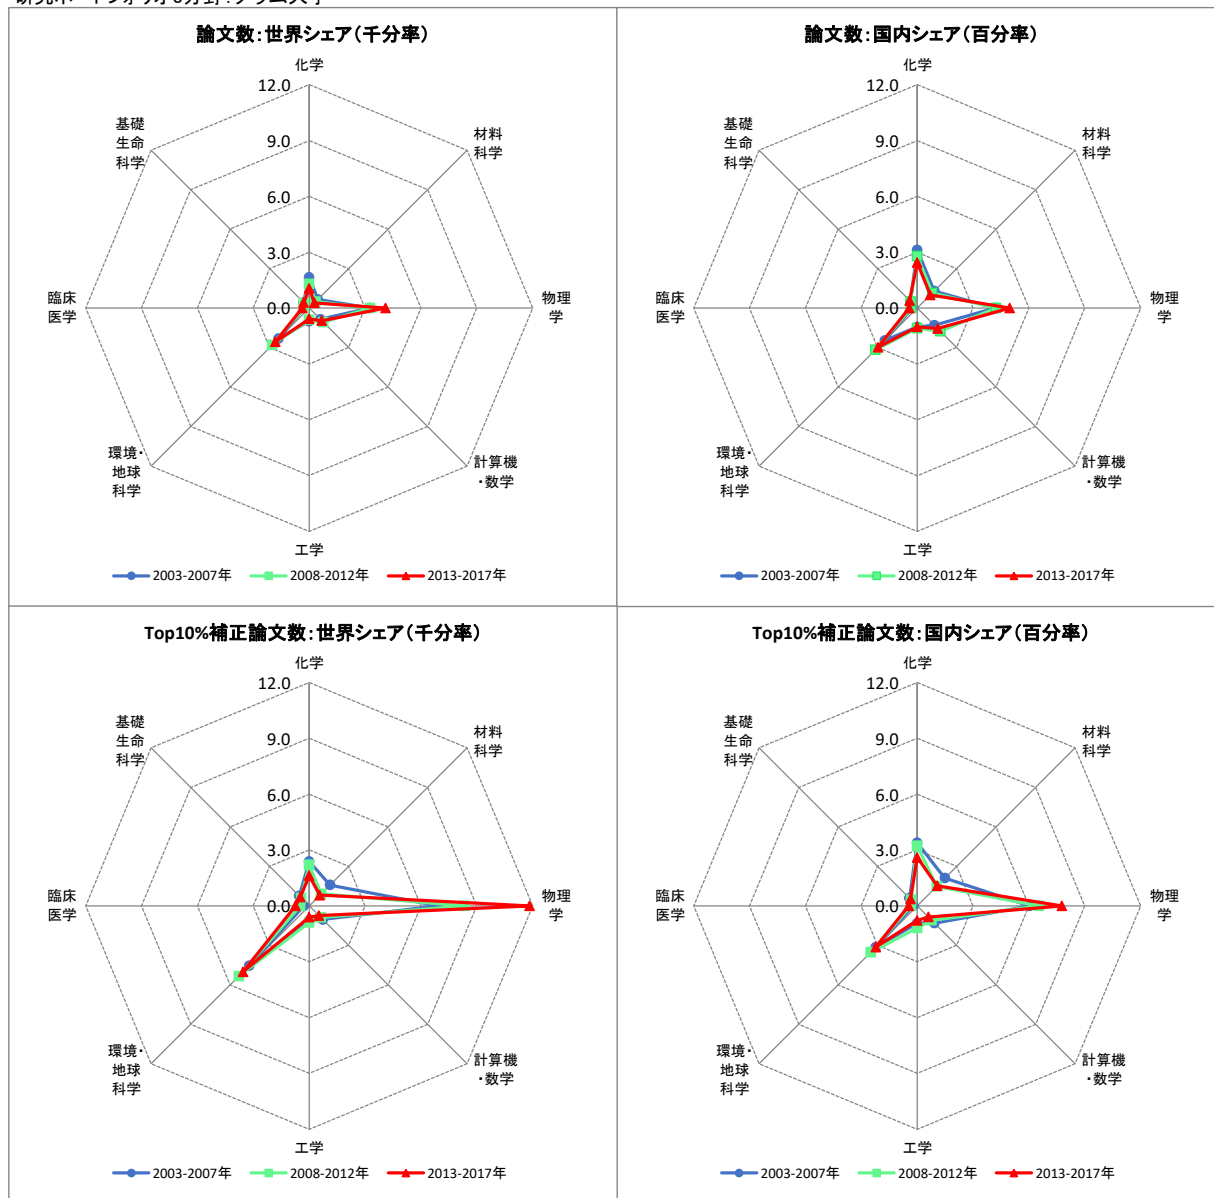 論文数：世界シェア（千分率）
化学
12.0
9.0
6.0
3.0
0.0
材料
科学
物理
学
計算機
・数学
工学
環境・
地球
科学
臨床
医学
基礎
生命
科学
2003-2007年 2008-2012年 2013-2017年
論文数：国内シェア（百分率）
化学
12.0
9.0
6.0
3.0
0.0
材料
科学
物理
学
計算機
・数学
工学
環境・
地球
科学
臨床
医学
基礎
生命
科学
2003-2007年 2008-2012年 2013-2017年
Top10%補正論文数：世界シェア（千分率）
化学
12.0
9.0
6.0
3.0
0.0
材料
科学
物理
学
計算機
・数学
工学
環境・
地球
科学
臨床
医学
基礎
生命
科学
2003-2007年 2008-2012年 2013-2017年
Top10%補正論文数：国内シェア（百分率）
化学
12.0
9.0
6.0
3.0
0.0
材料
科学
物理
学
計算機
・数学
工学
環境・
地球
科学
臨床
医学
基礎
生命
科学
2003-2007年 2008-2012年 2013-2017年